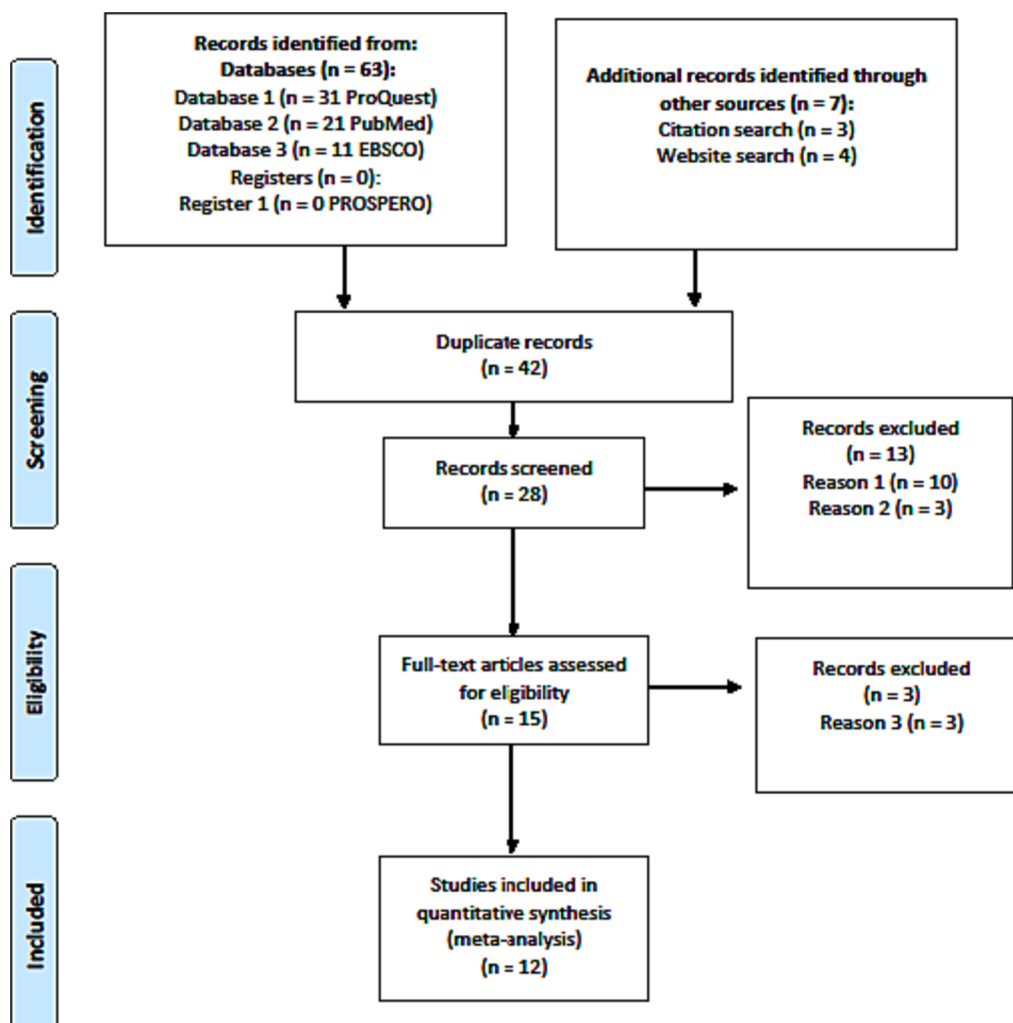 Identification
Records identified from:
Databases (n = 63):
Database 1 (n = 31 ProQuest)
Database 2 (n = 21 PubMed)
Database 3 (n = 11 EBSCO)
Registers (n = 0):
Register 1 (n = 0 PROSPERO)
Additional records identified through
other sources (n = 7):
Citation search (n = 3)
Website search (n = 4)
Screening
Duplicate records
(n = 42)
Records screened
(n = 28)
Records excluded
(n = 13)
Reason 1 (n = 10)
Reason 2 (n = 3)
Eligibility
Full-text articles assessed
for eligibility
(n = 15)
Records excluded
(n = 3)
Reason 3 (n = 3)
Included
Studies included in
quantitative synthesis
(meta-analysis)
(n = 12)